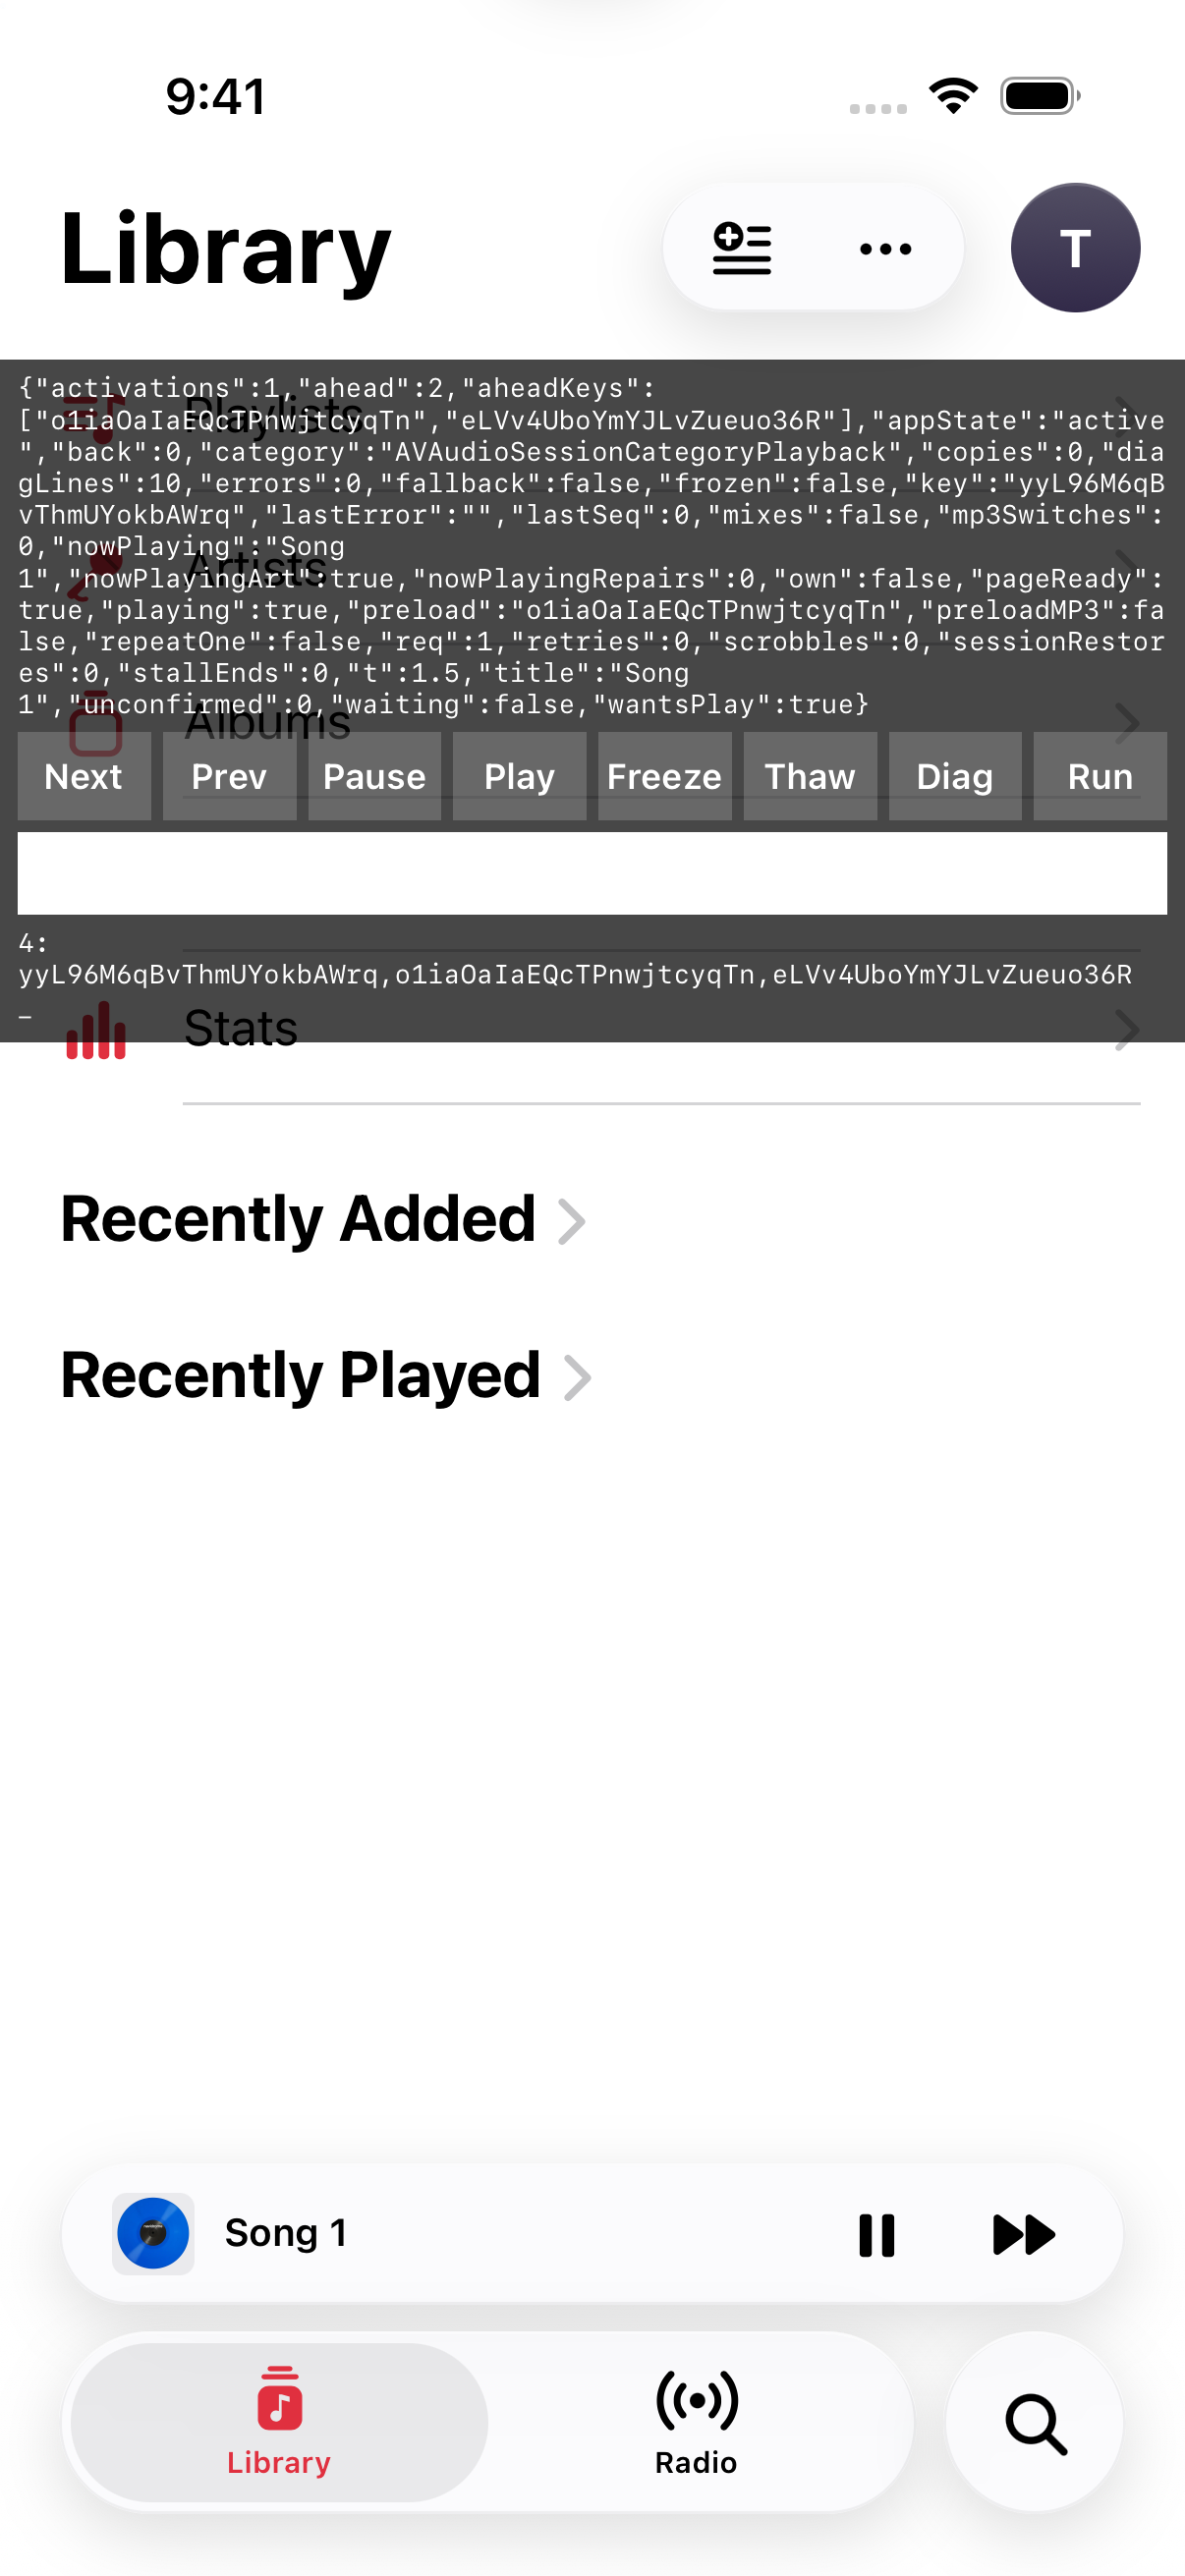 9:41
Library
T
{"activations":1,"ahead":2,"aheadKeys":
["o1iaOaIaEQcTPnwjtcyqTn","eLVv4UboYmYJLvZueuo36R"],"appState":"active
","back":0,"category":"AVAudioSessionCategoryPlayback","copies":0,"dia
gLines":10,"errors":0,"fallback":false,"frozen":false,"key":"yyL96M6qB
vThmUYokbAWrq","lastError":"","lastSeq":0,"mixes":false,"mp3Switches":
0,"nowPlaying":"Song
1","nowPlayingArt":true,"nowPlayingRepairs":0,"own":false,"pageReady":
true,"playing":true,"preload":"o1iaOaIaEQcTPnwjtcyqTn","preloadMP3":fa
lse,"repeatOne":false,"req":1,"retries":0,"scrobbles":0,"sessionRestor
es":0,"stallEnds":0,"t":1.5,"title":"Song
1","unconfirmed":0,"waiting":false,"wantsPlay":true}
Playlists
Artists
Albums
Next Prev Pause Play Freeze Thaw Diag Run
4:
yyL96M6qBvThmUYokbAWrq,o1iaOaIaEQcTPnwjtcyqTn,eLVv4UboYmYJLvZueuo36R
–
Stats
Recently Added
Recently Played
Song 1
Library
Radio